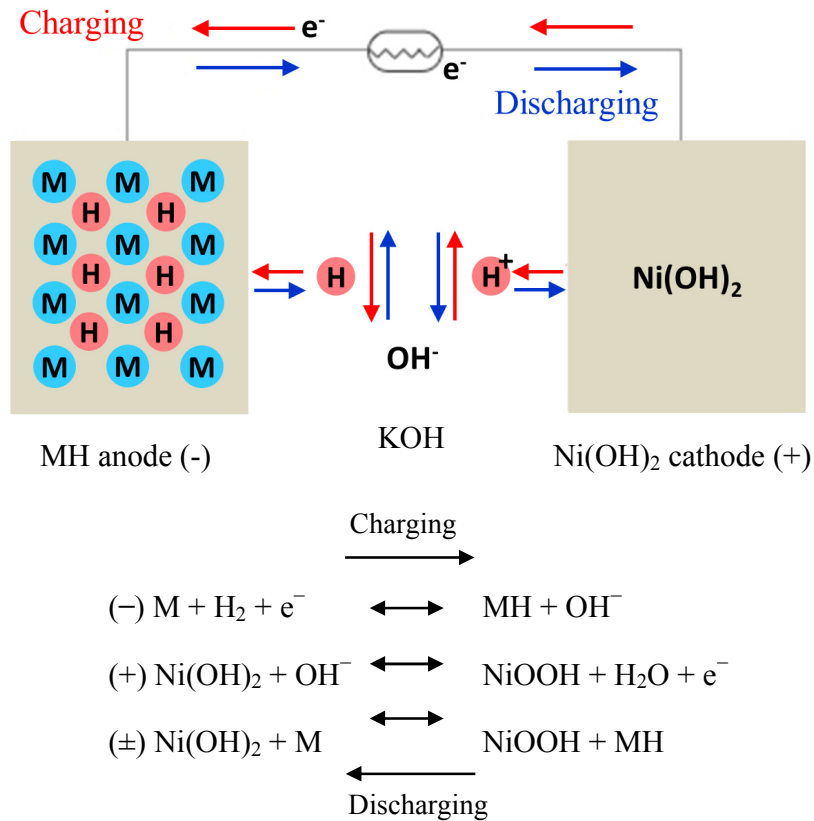 Charging
e⁻
e⁻
Discharging
M M M
H H
M M M
H H
M M M
H H
M M M
H
H⁺
OH⁻
Ni(OH)₂
KOH
MH anode (-)
Ni(OH)₂ cathode (+)
Charging
(−) M + H₂ + e⁻ ↔ MH + OH⁻
(+) Ni(OH)₂ + OH⁻ ↔ NiOOH + H₂O + e⁻
(±) Ni(OH)₂ + M ↔ NiOOH + MH
Discharging